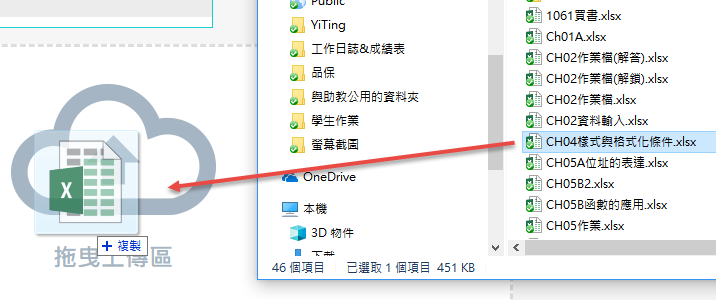 Public
YiTing
工作日誌&成績表
品保
與助教公用的資料夾
學生作業
螢幕截圖
OneDrive
本機
3D 物件
下載
1061買書.xlsx
Ch01A.xlsx
CH02作業檔(解答).xlsx
CH02作業檔(解鎖).xlsx
CH02作業檔.xlsx
CH02資料輸入.xlsx
CH04樣式與格式化條件.xlsx
CH05A位址的表達.xlsx
CH05B2.xlsx
CH05B函數的應用.xlsx
CH05作業.xlsx
46 個項目 已選取 1 個項目 451 KB
X
+ 複製
拖曳上傳區